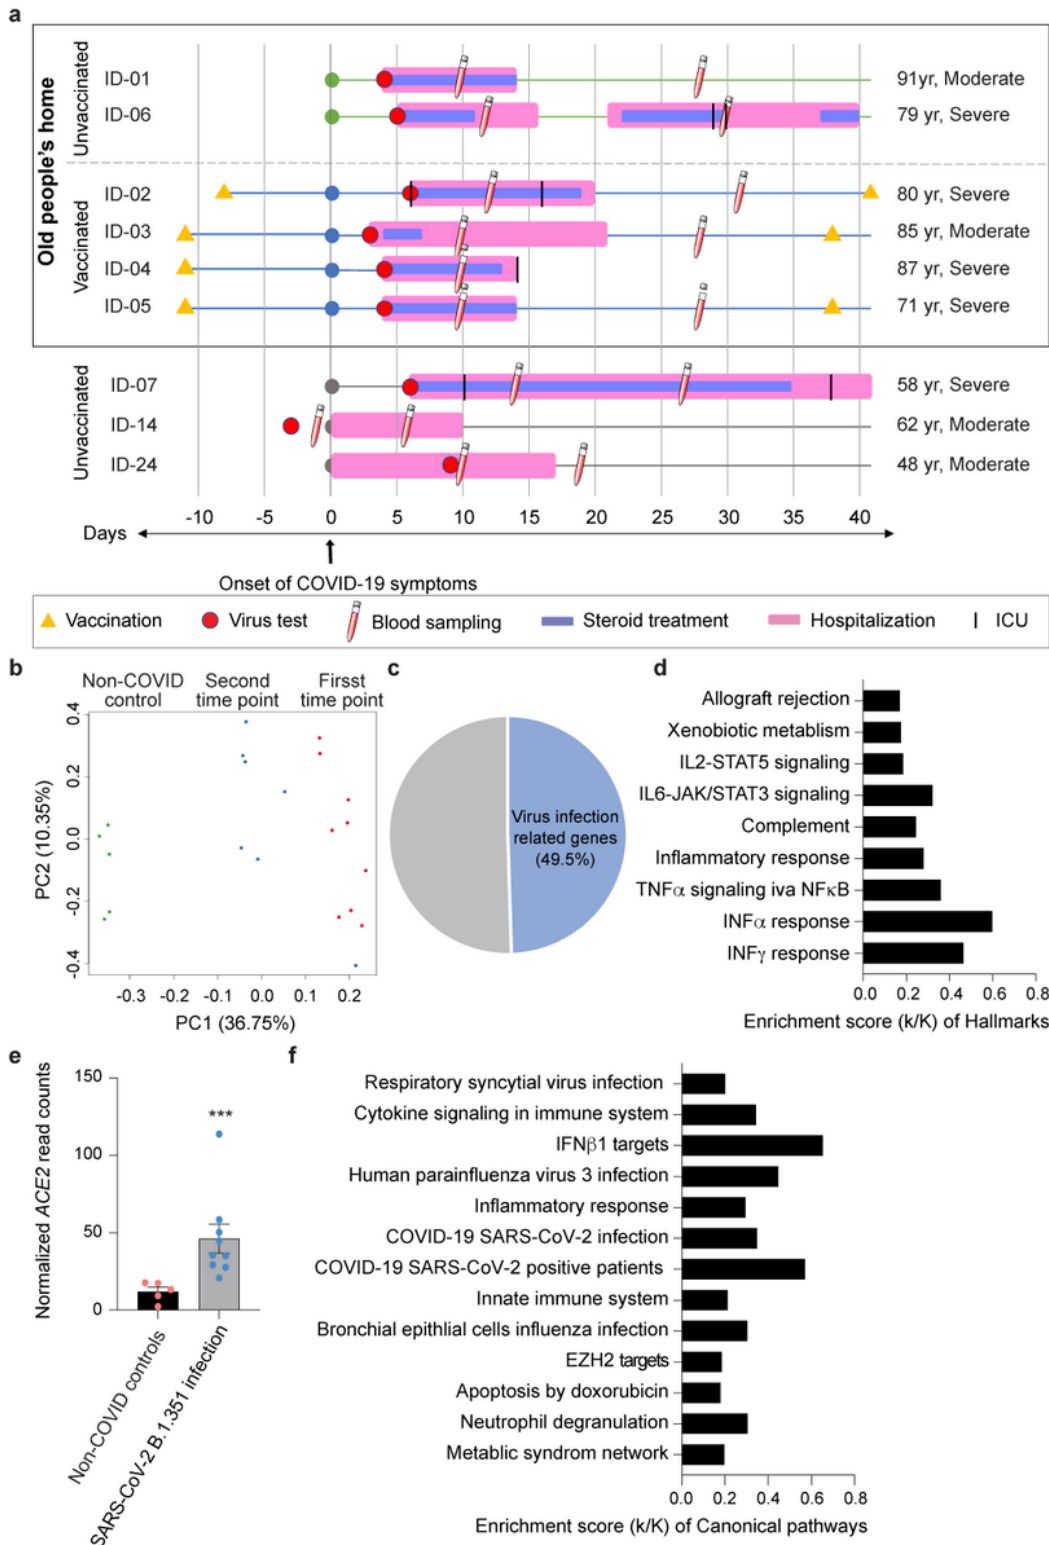 a
Old people's home
Unvaccinated
ID-01
91yr, Moderate
ID-06
79 yr, Severe
Vaccinated
ID-02
80 yr, Severe
ID-03
85 yr, Moderate
ID-04
87 yr, Severe
ID-05
71 yr, Severe
Unvaccinated
ID-07
58 yr, Severe
ID-14
62 yr, Moderate
ID-24
48 yr, Moderate
-10 -5 0 5 10 15 20 25 30 35 40
Days
Onset of COVID-19 symptoms
Vaccination Virus test Blood sampling Steroid treatment Hospitalization ICU
b
Non-COVID control
Second time point
Firsst time point
PC2 (10.35%)
0.4
0.2
0.0
-0.2
-0.4
-0.3 -0.2 -0.1 0.0 0.1 0.2
PC1 (36.75%)
c
Virus infection
related genes
(49.5%)
d
Allograft rejection
Xenobiotic metablism
IL2-STAT5 signaling
IL6-JAK/STAT3 signaling
Complement
Inflammatory response
TNFα signaling iva NFκB
INFα response
INFγ response
0.0 0.2 0.4 0.6 0.8
Enrichment score (k/K) of Hallmarks
e
Normalized ACE2 read counts
150
100
50
0
***
Non-COVID controls
SARS-CoV-2 B.1.351 infection
f
Respiratory syncytial virus infection
Cytokine signaling in immune system
IFNβ1 targets
Human parainfluenza virus 3 infection
Inflammatory response
COVID-19 SARS-CoV-2 infection
COVID-19 SARS-CoV-2 positive patients
Innate immune system
Bronchial epithlial cells influenza infection
EZH2 targets
Apoptosis by doxorubicin
Neutrophil degranulation
Metablic syndrom network
0.0 0.2 0.4 0.6 0.8
Enrichment score (k/K) of Canonical pathways